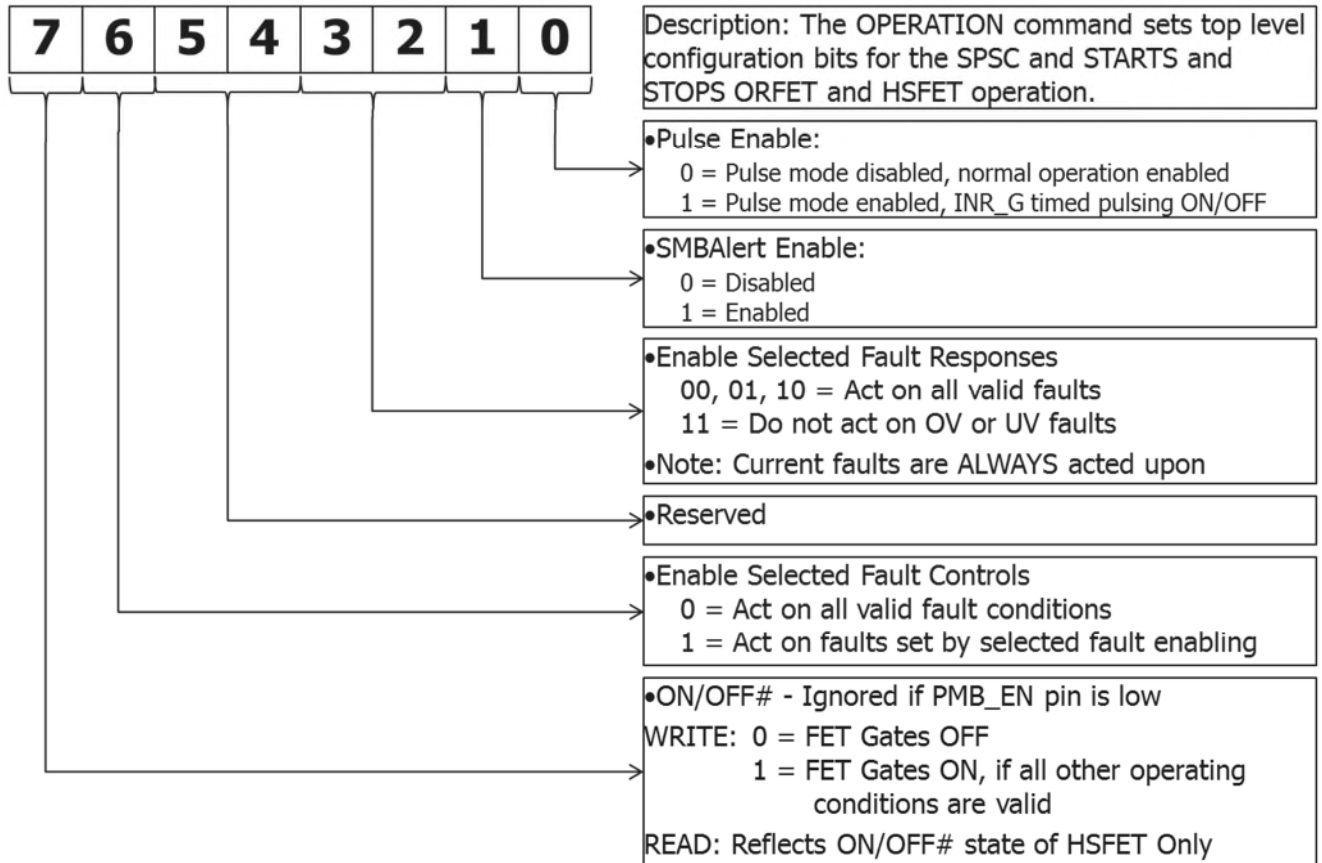 7 6 5 4 3 2 1 0
Description: The OPERATION command sets top level
configuration bits for the SPSC and STARTS and
STOPS ORFET and HSFET operation.
•Pulse Enable:
0 = Pulse mode disabled, normal operation enabled
1 = Pulse mode enabled, INR_G timed pulsing ON/OFF
•SMBAlert Enable:
0 = Disabled
1 = Enabled
•Enable Selected Fault Responses
00, 01, 10 = Act on all valid faults
11 = Do not act on OV or UV faults
•Note: Current faults are ALWAYS acted upon
•Reserved
•Enable Selected Fault Controls
0 = Act on all valid fault conditions
1 = Act on faults set by selected fault enabling
•ON/OFF# - Ignored if PMB_EN pin is low
WRITE: 0 = FET Gates OFF
1 = FET Gates ON, if all other operating
conditions are valid
READ: Reflects ON/OFF# state of HSFET Only